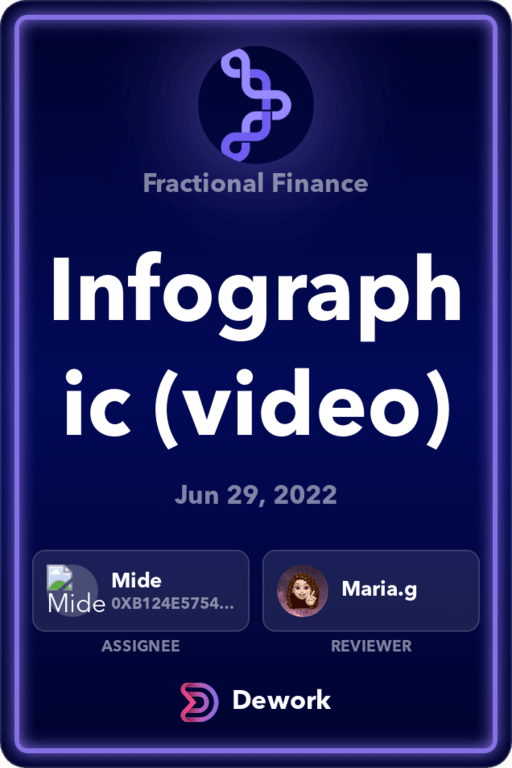 Fractional Finance
Infograph
ic (video)
Jun 29, 2022
Mide
Mide
0XB124E5754...
Maria.g
ASSIGNEE
REVIEWER
Dework